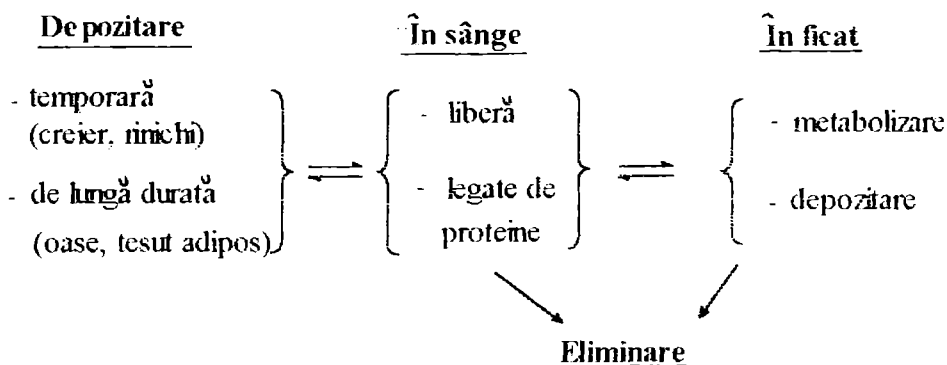 Depozitare
În sânge
În ficat
- temporară
(creier, rinichi)
- de lungă durată
(oase, tesut adipos)
- liberă
- legate de
proteine
- metabolizare
- depozitare
Eliminare